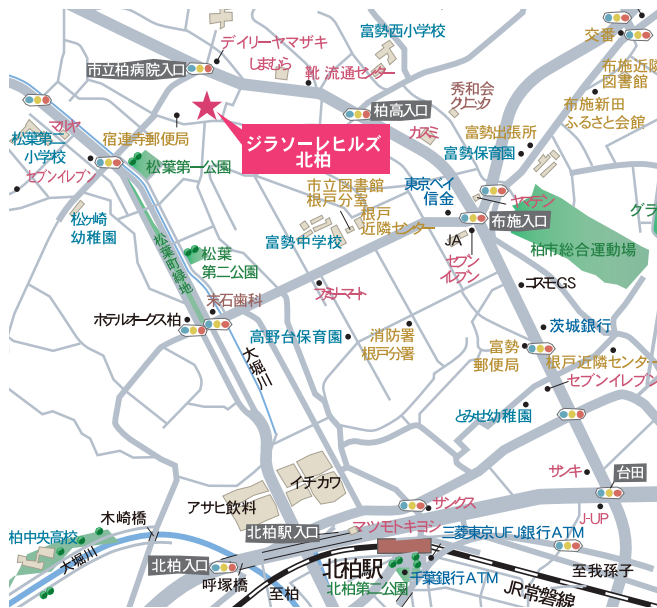 富勢西小学校
交番
デイリーヤマザキ
しまむら
市立柏病院入口
靴 流通センター
布施近隣
図書館
秀和会
クリニック
柏高入口
布施新田
ふるさと会館
マルヤ
松葉第二
小学校
宿連寺郵便局
ジラソーレヒルズ
北柏
カスミ
富勢出張所
富勢保育園
セブンイレブン
松葉第一公園
市立図書館
根戸分室
東京ベイ
信金
ヤマテン
グラ
松ヶ崎
幼稚園
根戸
近隣センター
布施入口
松葉町緑地
富勢中学校
JA
柏市総合運動場
松葉
第二公園
セブン
イレブン
ファミリーマート
コスモGS
末石歯科
ホテルオークス柏
高野台保育園
消防署
根戸分署
茨城銀行
大堀川
富勢
郵便局
根戸近隣センター
セブンイレブン
とみせ幼稚園
サンキ
台田
イチカワ
アサヒ飲料
サンクス
J-UP
木崎橋
北柏駅入口
マツモトキヨシ
三菱東京UFJ銀行ATM
柏中央高校
大堀川
北柏入口
呼塚橋
北柏駅
千葉銀行ATM
至我孫子
北柏第二公園
至柏
JR常磐線